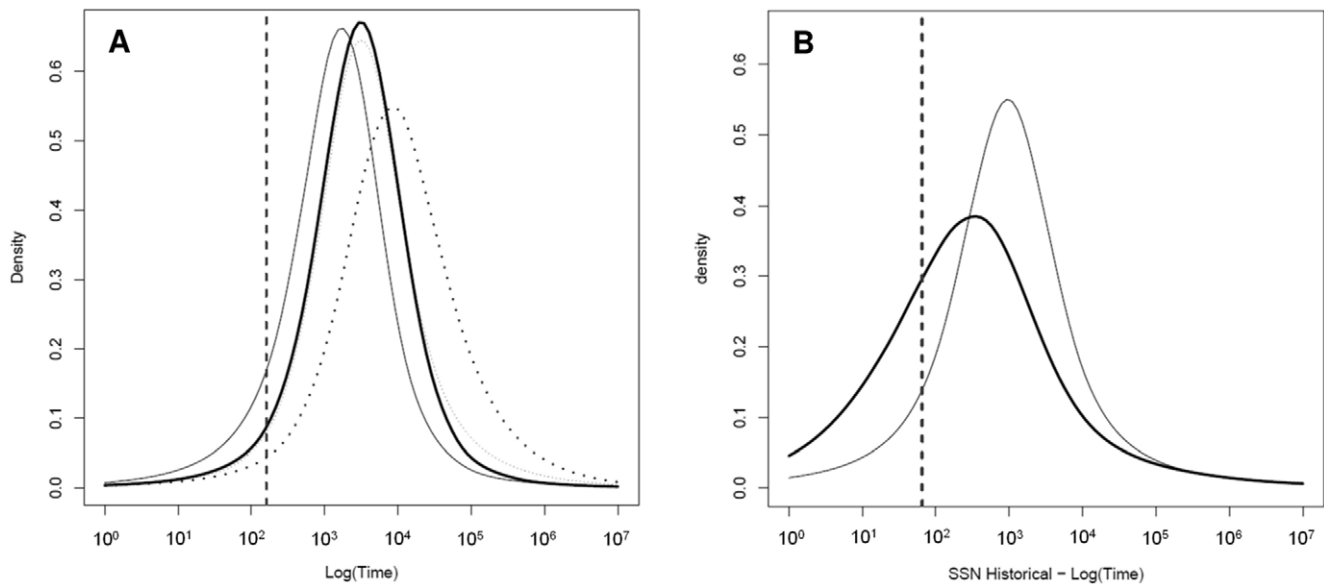 A
Density
0.0 0.1 0.2 0.3 0.4 0.5 0.6
10⁰ 10¹ 10² 10³ 10⁴ 10⁵ 10⁶ 10⁷
Log(Time)
B
density
0.0 0.1 0.2 0.3 0.4 0.5 0.6
10⁰ 10¹ 10² 10³ 10⁴ 10⁵ 10⁶ 10⁷
SSN Historical − Log(Time)